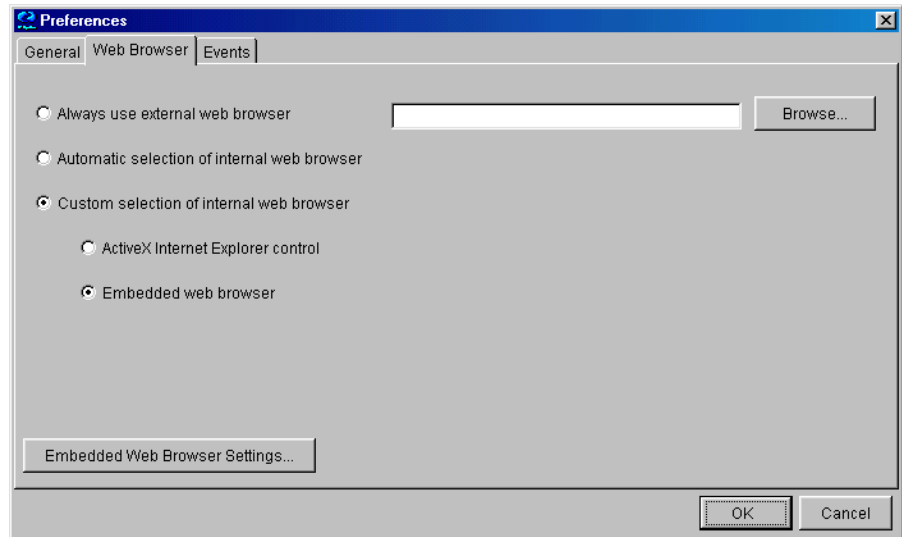 Preferences
General Web Browser Events
Always use external web browser Browse...
Automatic selection of internal web browser
Custom selection of internal web browser
ActiveX Internet Explorer control
Embedded web browser
Embedded Web Browser Settings...
OK Cancel